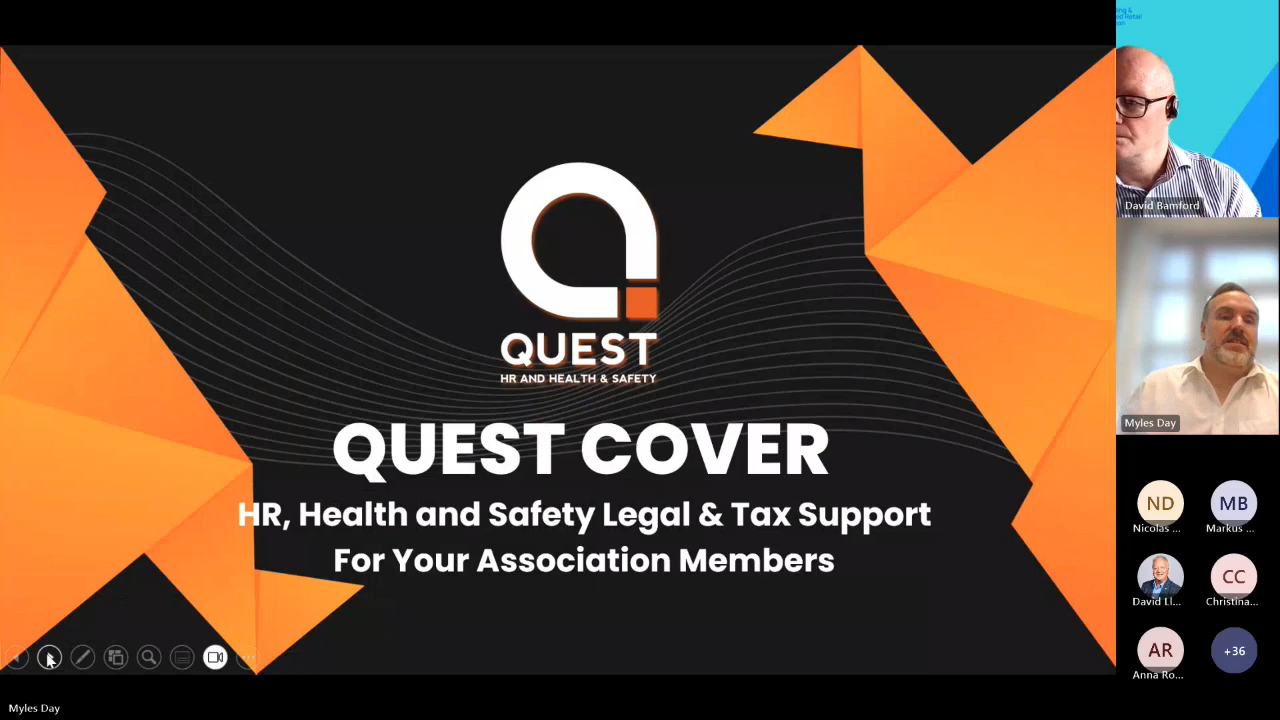 QUEST
HR AND HEALTH & SAFETY
QUEST COVER
HR, Health and Safety Legal & Tax Support
For Your Association Members
David Bamford
Myles Day
ND
Nicolas ...
MB
Markus ...
David Ll...
CC
Christina...
AR
Anna Ro...
+36
Myles Day